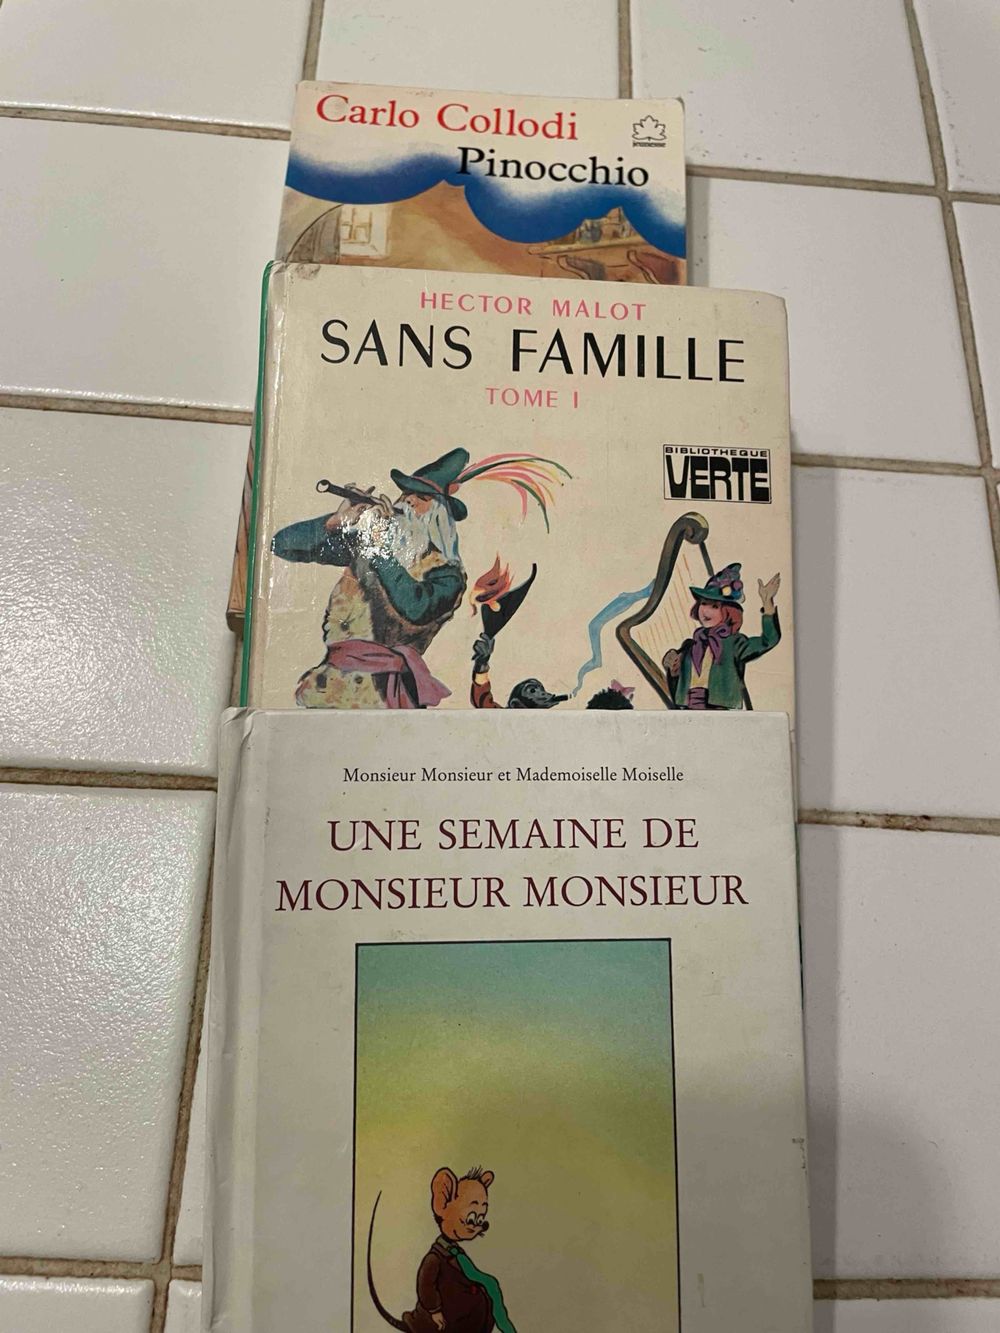 Carlo Collodi
Pinocchio
jeunesse
HECTOR MALOT
SANS FAMILLE
TOME I
BIBLIOTHEQUE
VERTE
Monsieur Monsieur et Mademoiselle Moiselle
UNE SEMAINE DE
MONSIEUR MONSIEUR